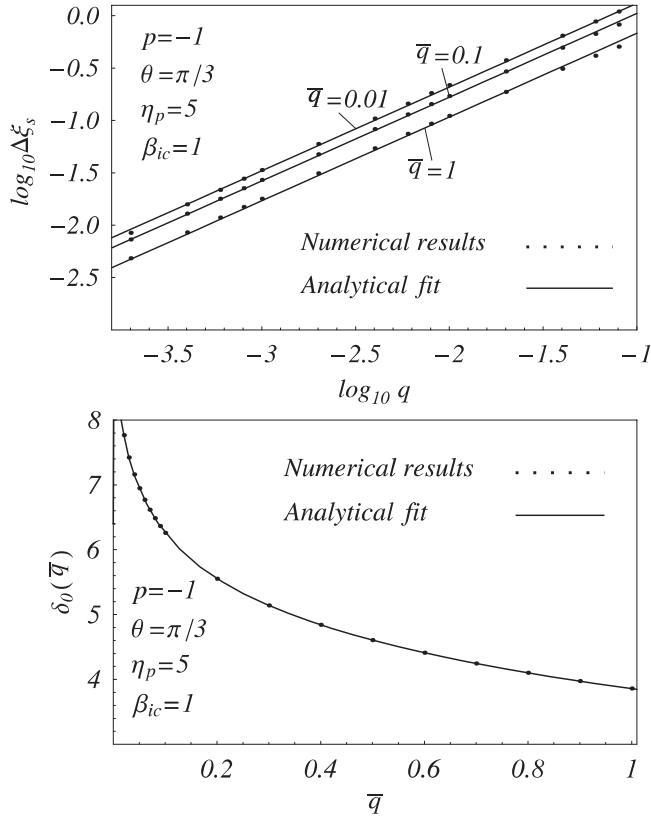 0.0
−0.5
−1.0
−1.5
−2.0
−2.5
log₁₀Δξₛ
p=−1
θ=π/3
ηₚ=5
β_ic=1
q̅=0.01
q̅=0.1
q̅=1
Numerical results
Analytical fit
−3.5 −3 −2.5 −2 −1.5 −1
log₁₀ q
8
7
6
5
4
δ₀(q̅)
Numerical results
Analytical fit
p=−1
θ=π/3
ηₚ=5
β_ic=1
0.2 0.4 0.6 0.8 1
q̅